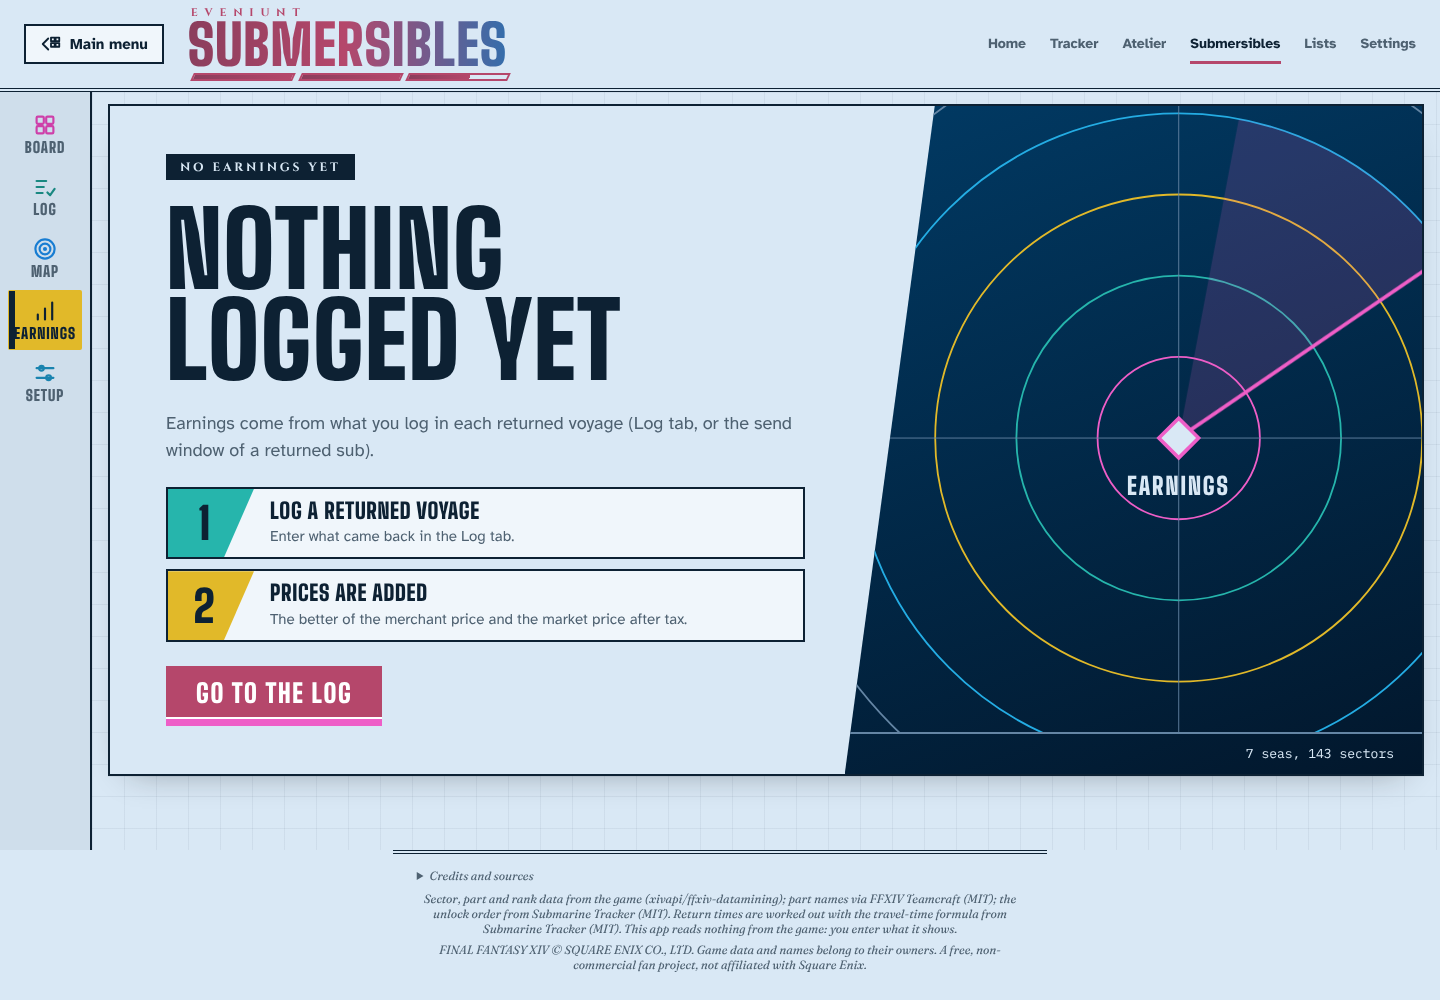 Main menu
EVENIUNT
SUBMERSIBLES
Home
Tracker
Atelier
Submersibles
Lists
Settings
BOARD
LOG
MAP
EARNINGS
SETUP
NO EARNINGS YET
NOTHING
LOGGED YET
Earnings come from what you log in each returned voyage (Log tab, or the send
window of a returned sub).
1
LOG A RETURNED VOYAGE
Enter what came back in the Log tab.
2
PRICES ARE ADDED
The better of the merchant price and the market price after tax.
GO TO THE LOG
EARNINGS
7 seas, 143 sectors
Credits and sources
Sector, part and rank data from the game (xivapi/ffxiv-datamining); part names via FFXIV Teamcraft (MIT); the
unlock order from Submarine Tracker (MIT). Return times are worked out with the travel-time formula from
Submarine Tracker (MIT). This app reads nothing from the game: you enter what it shows.
FINAL FANTASY XIV © SQUARE ENIX CO., LTD. Game data and names belong to their owners. A free, non-
commercial fan project, not affiliated with Square Enix.